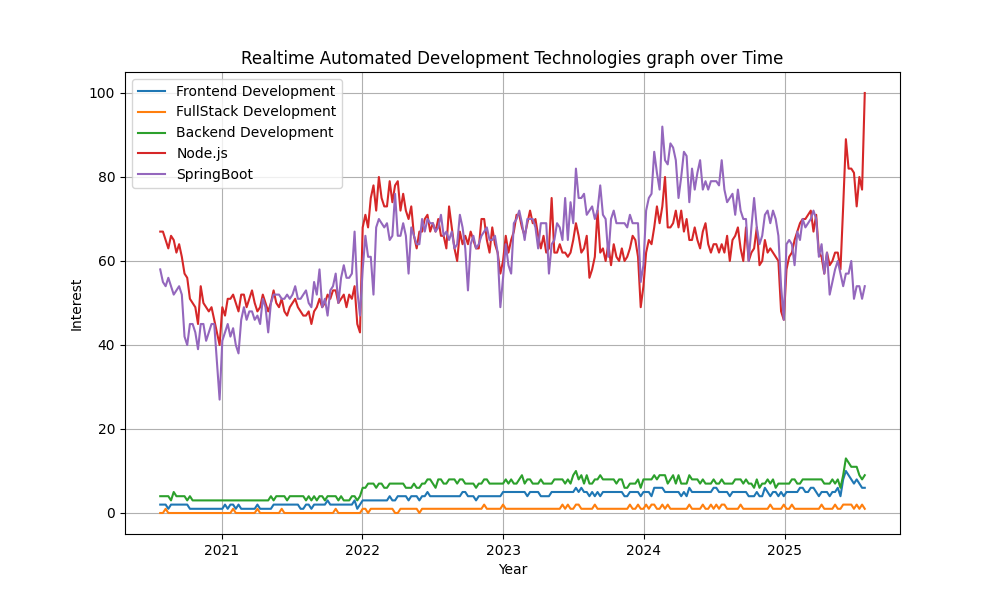 Realtime Automated Development Technologies graph over Time
Frontend Development
FullStack Development
Backend Development
Node.js
SpringBoot
100
80
60
40
20
0
Interest
2021 2022 2023 2024 2025
Year